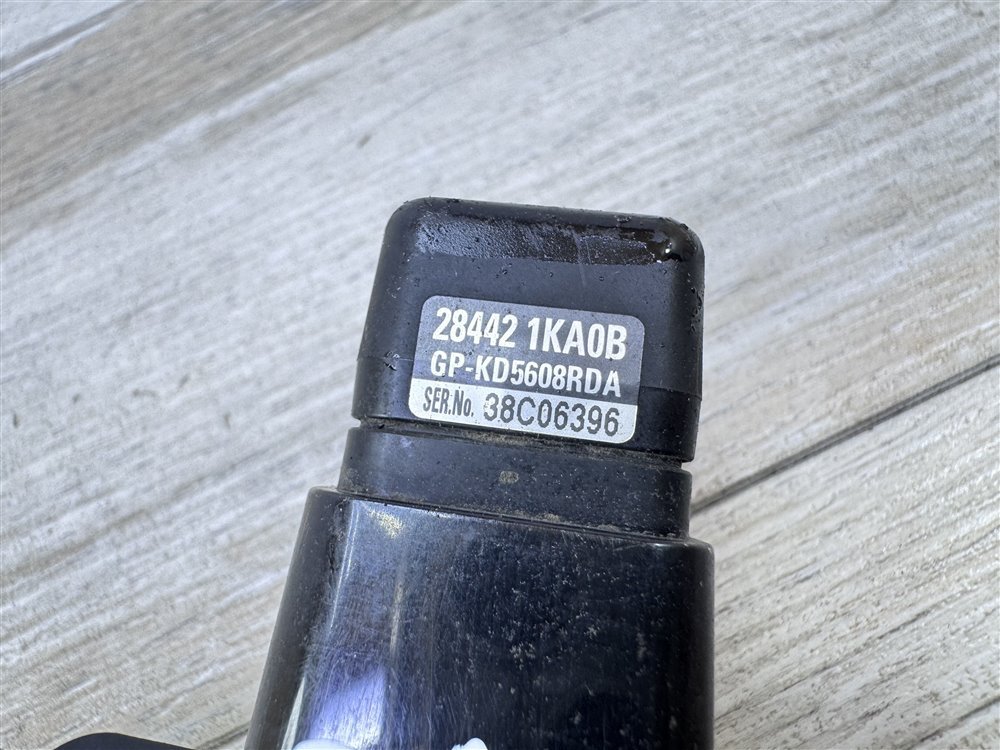 28442 1KA0B
GP-KD5608RDA
SER.No. 38C06396